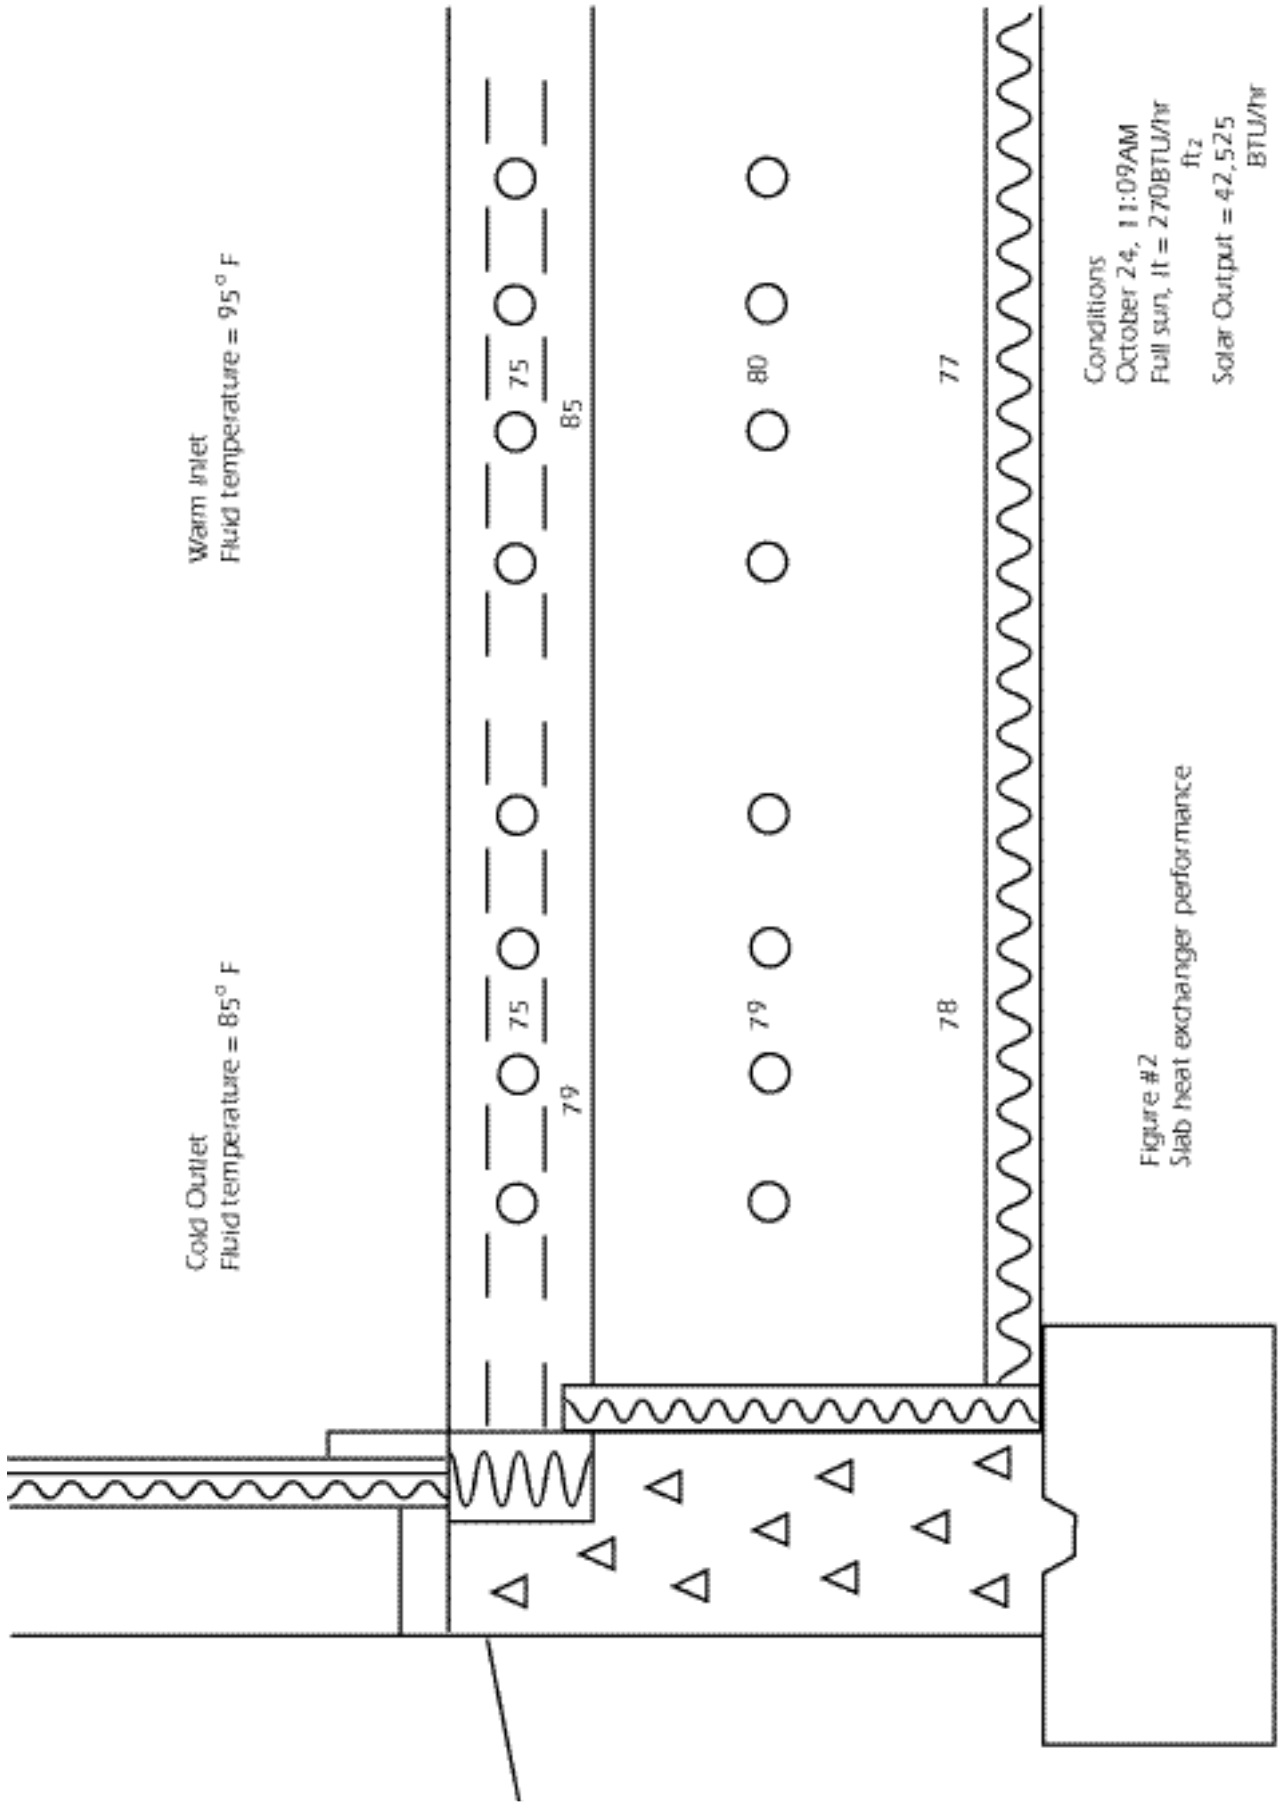 Cold Outlet
Fluid temperature = 85° F
Warm Inlet
Fluid temperature = 95° F
75
75
79
85
79
80
78
77
Figure #2
Slab heat exchanger performance
Conditions
October 24, 11:09AM
Full sun, It = 270BTU/hr
ft2
Solar Output = 42,525
BTU/hr